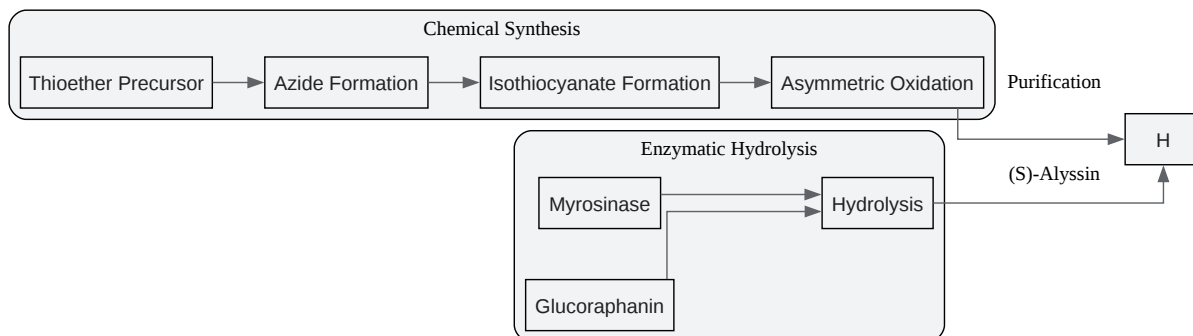 Chemical Synthesis
Thioether Precursor
Azide Formation
Isothiocyanate Formation
Asymmetric Oxidation
Purification
H
Enzymatic Hydrolysis
(S)-Alyssin
Myrosinase
Hydrolysis
Glucoraphanin